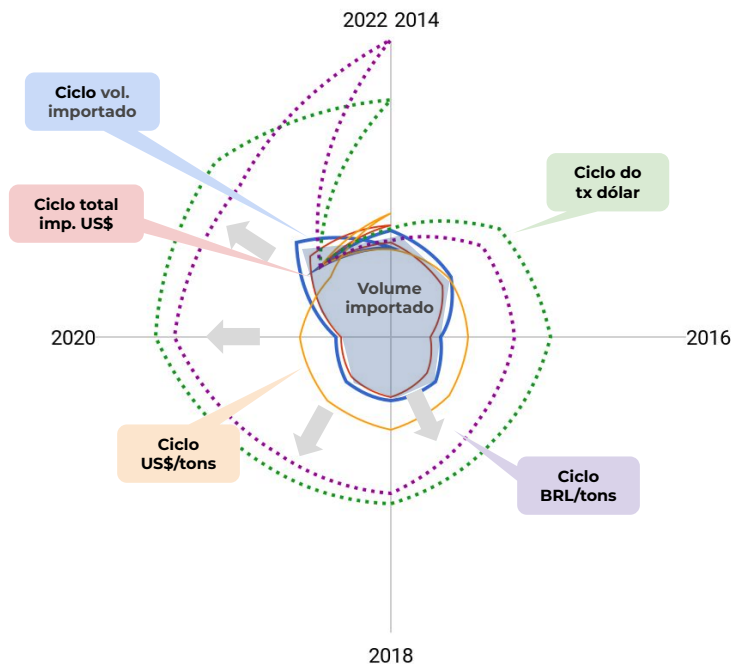 2022 2014
Ciclo vol.
importado
Ciclo do
tx dólar
Ciclo total
imp. US$
Volume
importado
2020
2016
Ciclo
US$/tons
Ciclo
BRL/tons
2018